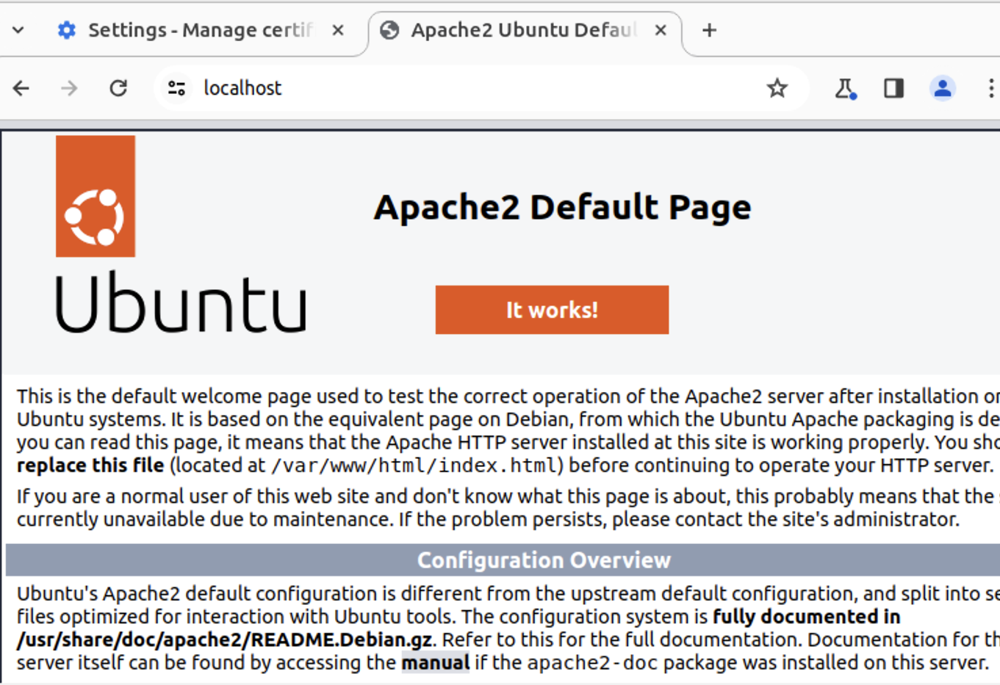 Settings - Manage certif
Apache2 Ubuntu Defaul
localhost
Apache2 Default Page
Ubuntu
It works!
This is the default welcome page used to test the correct operation of the Apache2 server after installation
Ubuntu systems. It is based on the equivalent page on Debian, from which the Ubuntu Apache packaging is de
you can read this page, it means that the Apache HTTP server installed at this site is working properly. You sho
replace this file (located at /var/www/html/index.html) before continuing to operate your HTTP server.
If you are a normal user of this web site and don't know what this page is about, this probably means that the
currently unavailable due to maintenance. If the problem persists, please contact the site's administrator.
Configuration Overview
Ubuntu's Apache2 default configuration is different from the upstream default configuration, and split into se
files optimized for interaction with Ubuntu tools. The configuration system is fully documented in
/usr/share/doc/apache2/README.Debian.gz. Refer to this for the full documentation. Documentation for th
server itself can be found by accessing the manual if the apache2-doc package was installed on this server.